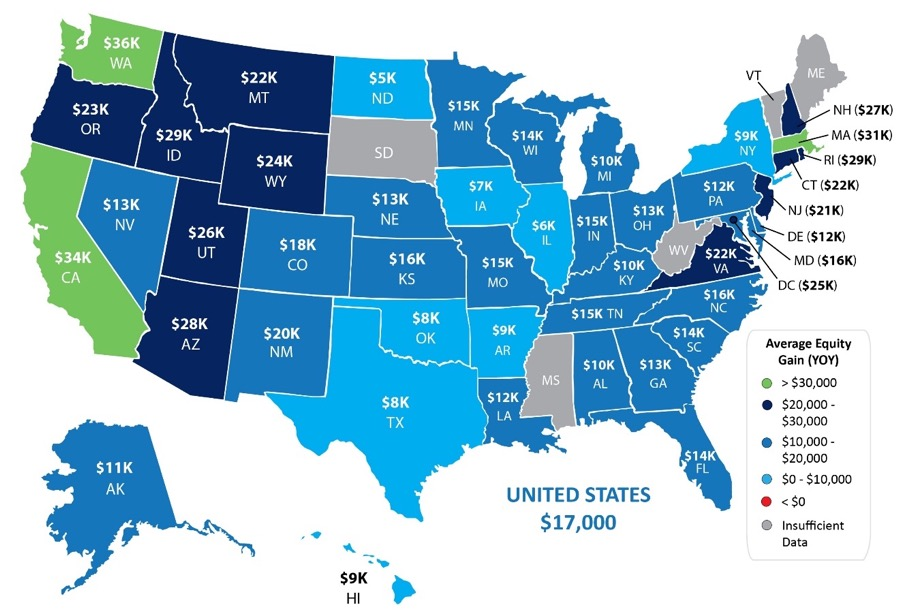 $36K
WA
$23K
OR
$29K
ID
$22K
MT
$24K
WY
$5K
ND
SD
$15K
MN
$14K
WI
$10K
MI
VT
ME
NH ($27K)
MA ($31K)
RI ($29K)
CT ($22K)
NJ ($21K)
DE ($12K)
MD ($16K)
DC ($25K)
$9K
NY
$12K
PA
$34K
CA
$13K
NV
$26K
UT
$18K
CO
$13K
NE
$7K
IA
$6K
IL
$15K
IN
$13K
OH
WV
$22K
VA
$16K
KS
$15K
MO
$10K
KY
$16K
NC
$15K TN
$14K
SC
$28K
AZ
$20K
NM
$8K
OK
$9K
AR
MS
$10K
AL
$13K
GA
$8K
TX
$12K
LA
$14K
FL
$11K
AK
$9K
HI
UNITED STATES
$17,000
Average Equity
Gain (YOY)
> $30,000
$20,000 -
$30,000
$10,000 -
$20,000
$0 - $10,000
< $0
Insufficient
Data